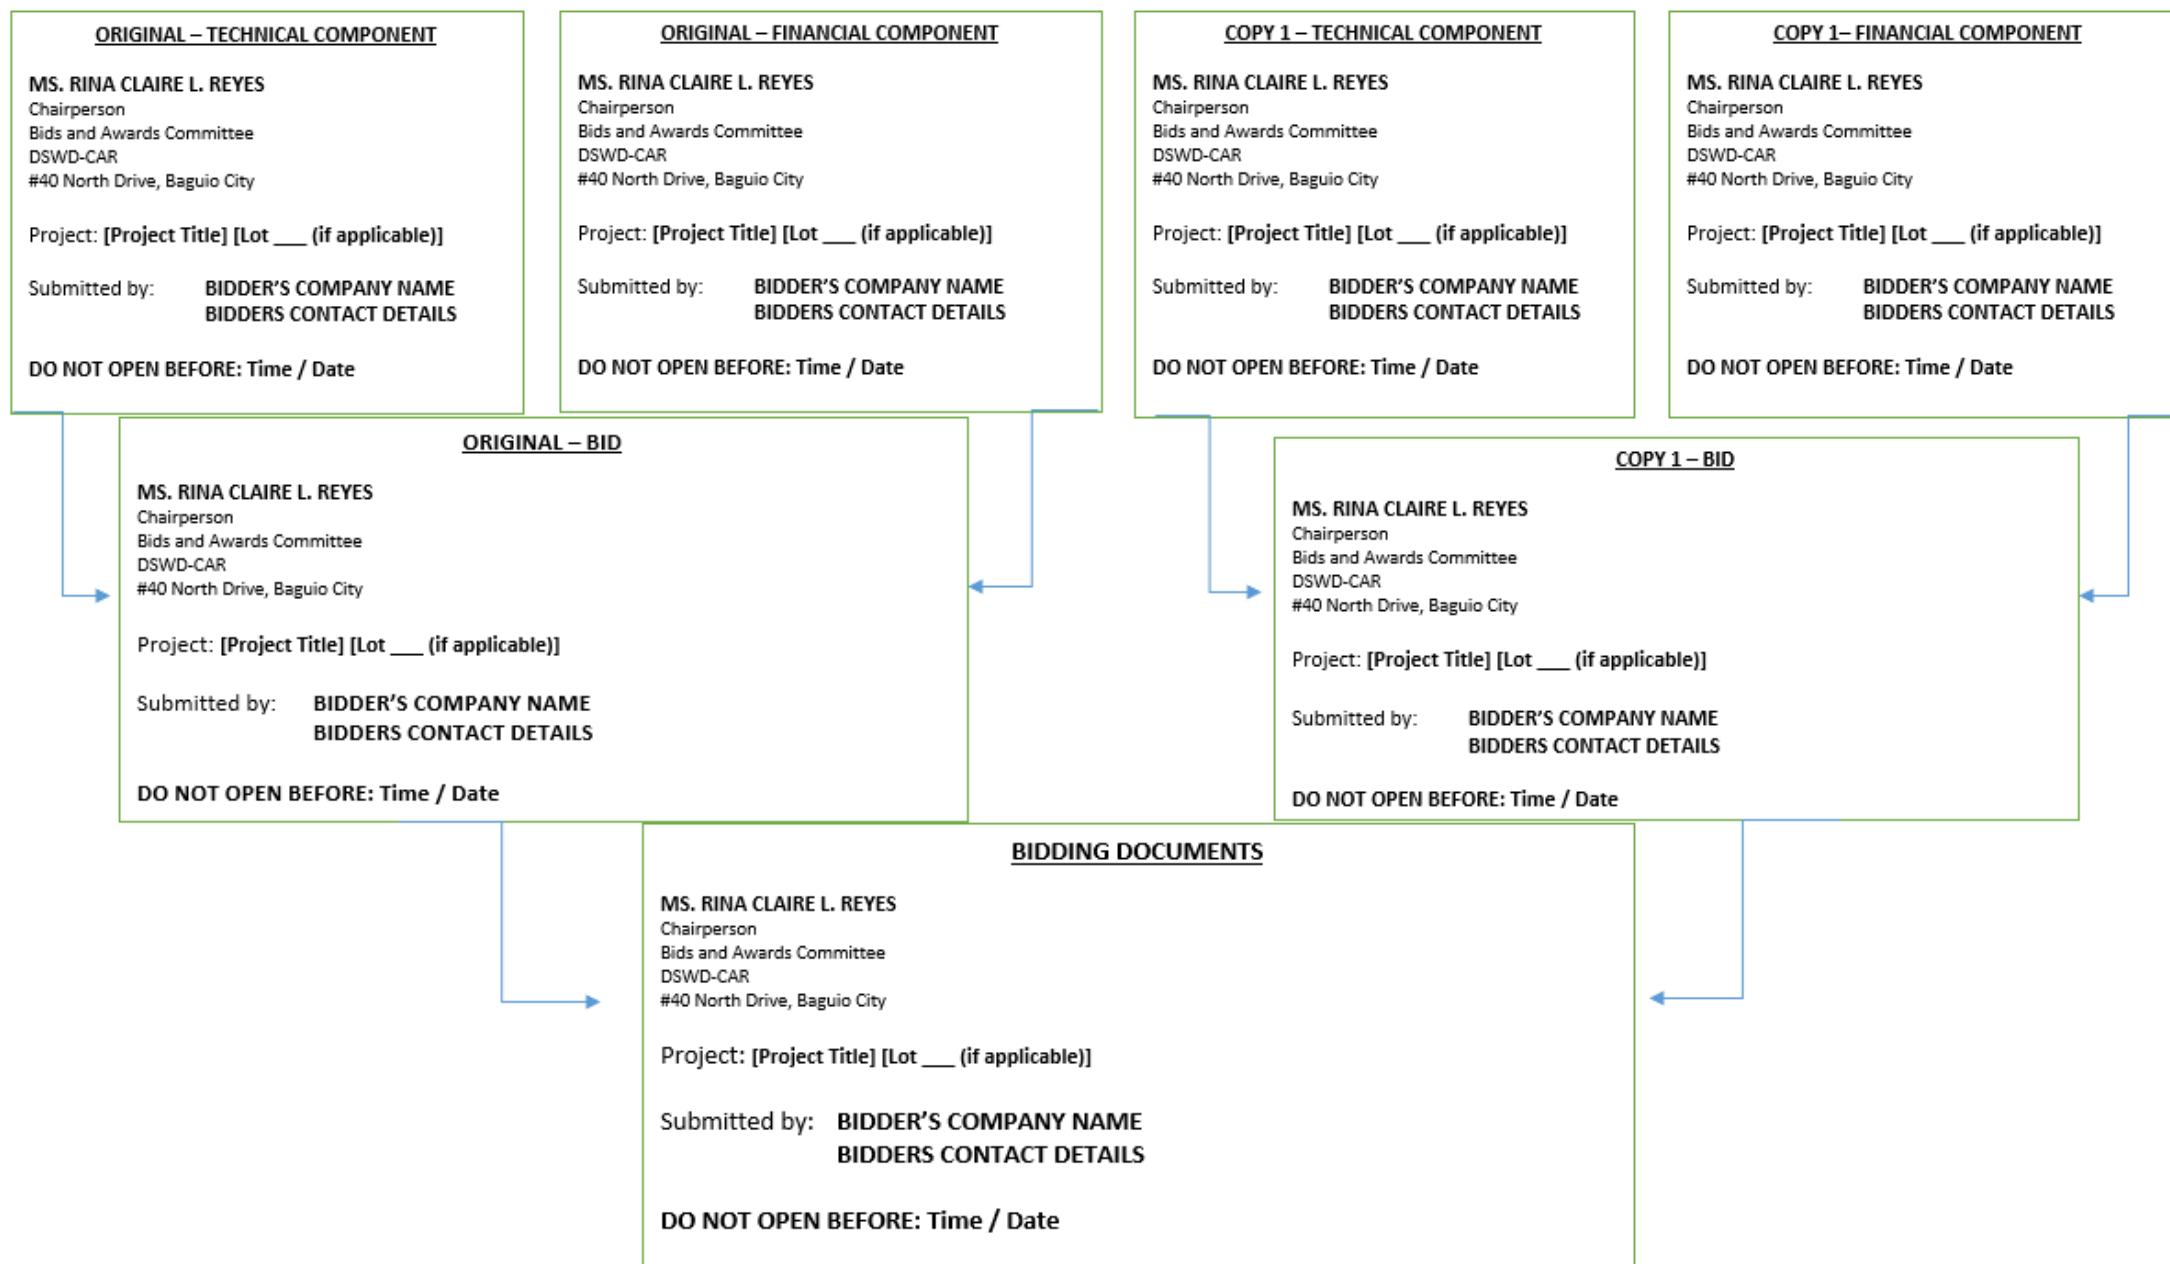 ORIGINAL – TECHNICAL COMPONENT
MS. RINA CLAIRE L. REYES
Chairperson
Bids and Awards Committee
DSWD-CAR
#40 North Drive, Baguio City
Project: [Project Title] [Lot ___ (if applicable)]
Submitted by: BIDDER’S COMPANY NAME
BIDDERS CONTACT DETAILS
DO NOT OPEN BEFORE: Time / Date
ORIGINAL – FINANCIAL COMPONENT
MS. RINA CLAIRE L. REYES
Chairperson
Bids and Awards Committee
DSWD-CAR
#40 North Drive, Baguio City
Project: [Project Title] [Lot ___ (if applicable)]
Submitted by: BIDDER’S COMPANY NAME
BIDDERS CONTACT DETAILS
DO NOT OPEN BEFORE: Time / Date
COPY 1 – TECHNICAL COMPONENT
MS. RINA CLAIRE L. REYES
Chairperson
Bids and Awards Committee
DSWD-CAR
#40 North Drive, Baguio City
Project: [Project Title] [Lot ___ (if applicable)]
Submitted by: BIDDER’S COMPANY NAME
BIDDERS CONTACT DETAILS
DO NOT OPEN BEFORE: Time / Date
COPY 1– FINANCIAL COMPONENT
MS. RINA CLAIRE L. REYES
Chairperson
Bids and Awards Committee
DSWD-CAR
#40 North Drive, Baguio City
Project: [Project Title] [Lot ___ (if applicable)]
Submitted by: BIDDER’S COMPANY NAME
BIDDERS CONTACT DETAILS
DO NOT OPEN BEFORE: Time / Date
ORIGINAL – BID
MS. RINA CLAIRE L. REYES
Chairperson
Bids and Awards Committee
DSWD-CAR
#40 North Drive, Baguio City
Project: [Project Title] [Lot ___ (if applicable)]
Submitted by: BIDDER’S COMPANY NAME
BIDDERS CONTACT DETAILS
DO NOT OPEN BEFORE: Time / Date
COPY 1 – BID
MS. RINA CLAIRE L. REYES
Chairperson
Bids and Awards Committee
DSWD-CAR
#40 North Drive, Baguio City
Project: [Project Title] [Lot ___ (if applicable)]
Submitted by: BIDDER’S COMPANY NAME
BIDDERS CONTACT DETAILS
DO NOT OPEN BEFORE: Time / Date
BIDDING DOCUMENTS
MS. RINA CLAIRE L. REYES
Chairperson
Bids and Awards Committee
DSWD-CAR
#40 North Drive, Baguio City
Project: [Project Title] [Lot ___ (if applicable)]
Submitted by: BIDDER’S COMPANY NAME
BIDDERS CONTACT DETAILS
DO NOT OPEN BEFORE: Time / Date